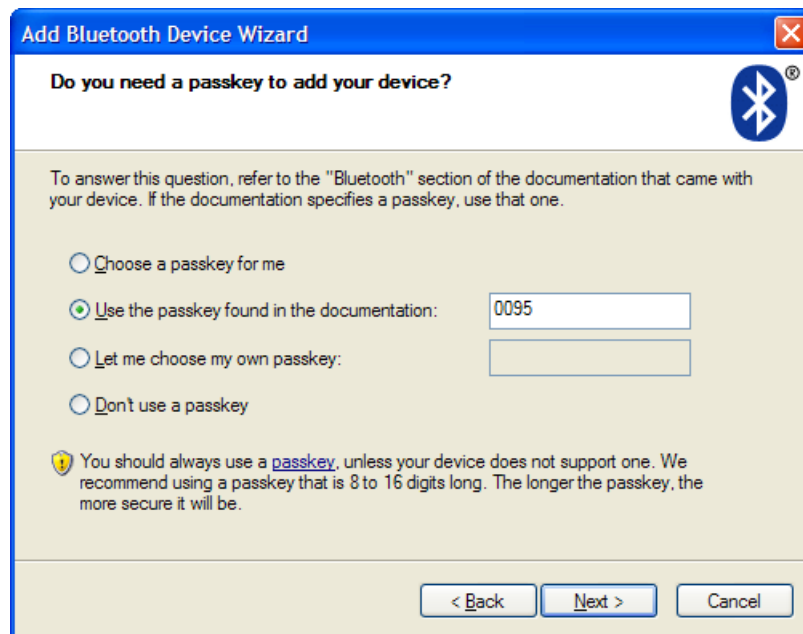 Add Bluetooth Device Wizard
Do you need a passkey to add your device?
®
To answer this question, refer to the "Bluetooth" section of the documentation that came with
your device. If the documentation specifies a passkey, use that one.
Choose a passkey for me
Use the passkey found in the documentation: 0095
Let me choose my own passkey:
Don't use a passkey
You should always use a passkey, unless your device does not support one. We
recommend using a passkey that is 8 to 16 digits long. The longer the passkey, the
more secure it will be.
< Back Next > Cancel